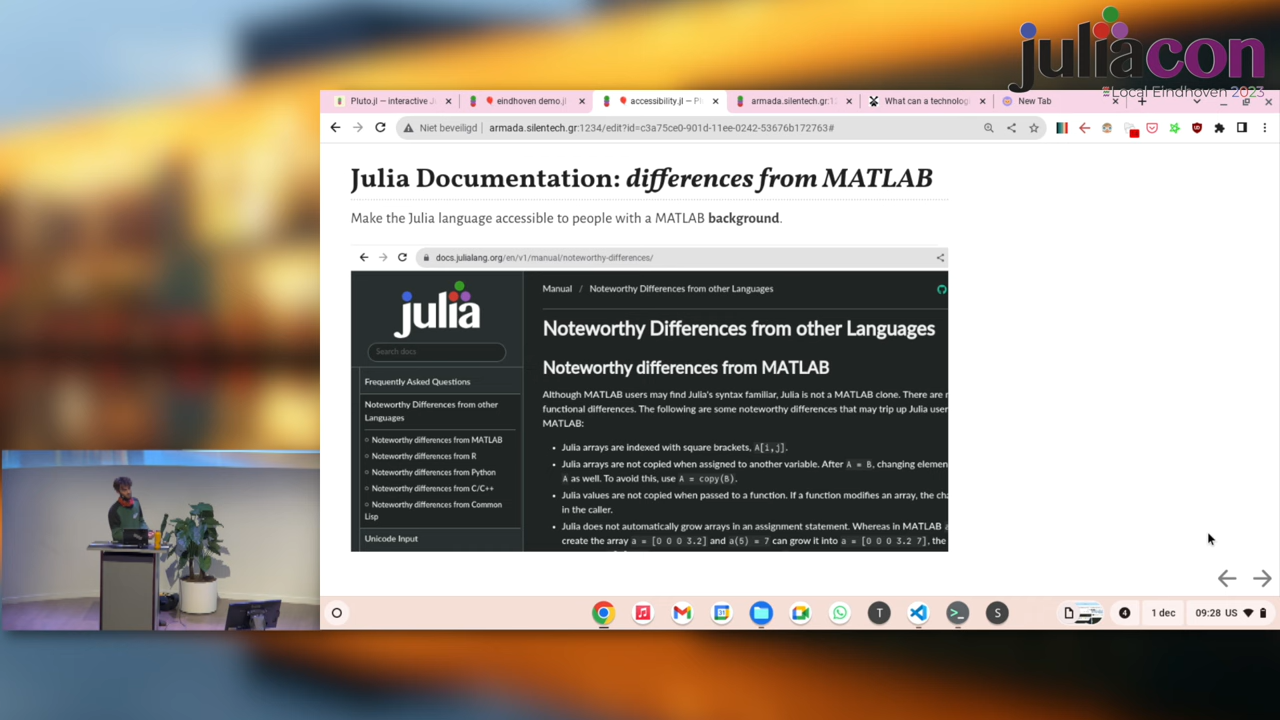 juliacon
Local Eindhoven 2023
Pluto.jl — interactive J
eindhoven demo.jl
accessibility.jl — P
armada.silentech.gr:1
What can a technolog
New Tab
Niet beveiligd
armada.silentech.gr:1234/edit?id=c3a75ce0-901d-11ee-0242-53676b172763#
Julia Documentation: differences from MATLAB
Make the Julia language accessible to people with a MATLAB background.
docs.julialang.org/en/v1/manual/noteworthy-differences/
julia
Search docs
Frequently Asked Questions
Noteworthy Differences from other
Languages
Noteworthy differences from MATLAB
Noteworthy differences from R
Noteworthy differences from Python
Noteworthy differences from C/C++
Noteworthy differences from Common
Lisp
Unicode Input
Manual / Noteworthy Differences from other Languages
Noteworthy Differences from other Languages
Noteworthy differences from MATLAB
Although MATLAB users may find Julia's syntax familiar, Julia is not a MATLAB clone. There are
functional differences. The following are some noteworthy differences that may trip up Julia user
MATLAB:
• Julia arrays are indexed with square brackets, A[i,j].
• Julia arrays are not copied when assigned to another variable. After A = B, changing elemen
A as well. To avoid this, use A = copy(B).
• Julia values are not copied when passed to a function. If a function modifies an array, the cha
in the caller.
• Julia does not automatically grow arrays in an assignment statement. Whereas in MATLAB
create the array a = [0 0 0 3.2] and a(5) = 7 can grow it into a = [0 0 0 3.2 7], the
T
S
4
1 dec
09:28 US